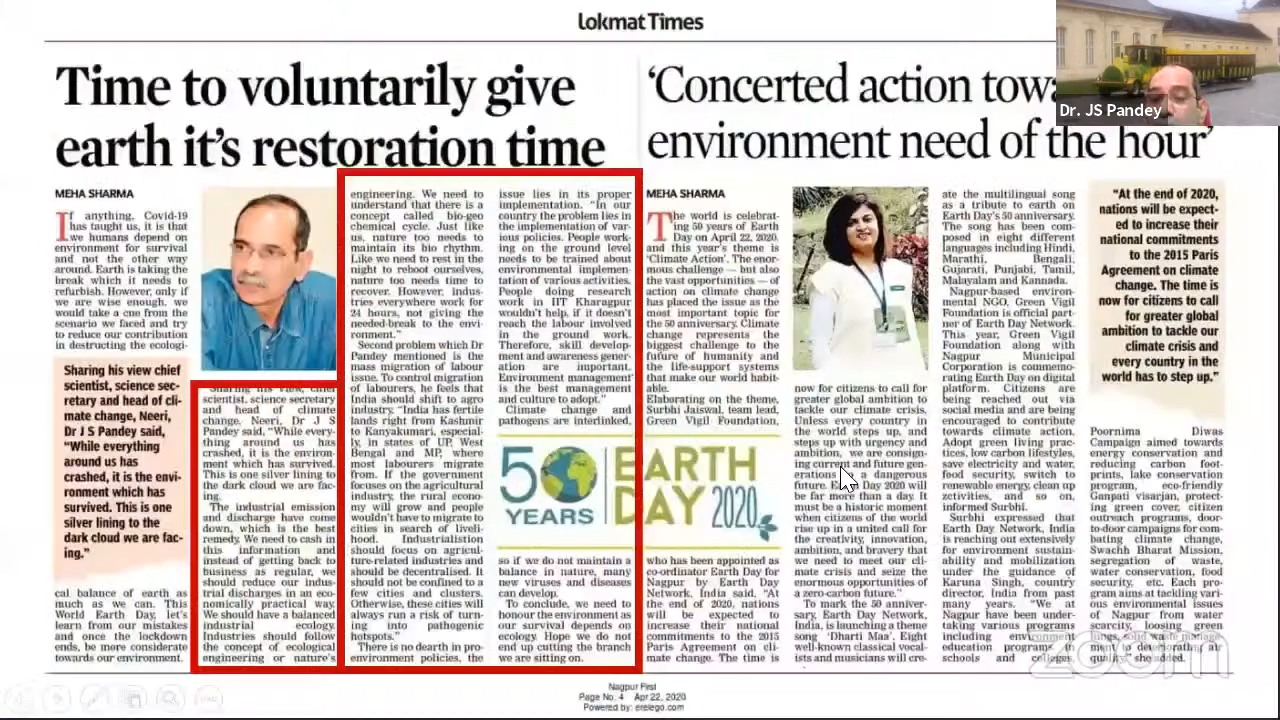 Lokmat Times
Time to voluntarily give
earth it's restoration time
MEHA SHARMA
If anything, Covid-19
has taught us, it is that
we humans depend on
environment for survival
and not the other way
around. Earth is taking the
break which it needs to
refurbish. However, only if
we are wise enough, we
would take a cue from the
scenario we faced and try
to reduce our contribution
in destructing the ecologi-
Sharing his view chief
scientist, science sec-
retary and head of cli-
mate change, Neeri,
Dr J S Pandey said,
"While everything
around us has
crashed, it is the envi-
ronment which has
survived. This is one
silver lining to the
dark cloud we are fac-
ing."
cal balance of earth as
much as we can. This
World Earth Day, let's
learn from our mistakes
and once the lockdown
ends, be more considerate
towards our environment.
Sharing his view, chief
scientist, science secretary
and head of climate
change, Neeri, Dr J S
Pandey said, "While every-
thing around us has
crashed, it is the environ-
ment which has survived.
This is one silver lining to
the dark cloud we are fac-
ing.
The industrial emission
and discharge have come
down, which is the best
remedy. We need to cash in
this information and
instead of getting back to
business as regular, we
should reduce our indus-
trial discharges in an eco-
nomically practical way.
We should have a balanced
industrial ecology.
Industries should follow
the concept of ecological
engineering or nature's
engineering. We need to
understand that there is a
concept called bio-geo
chemical cycle. Just like
us, nature too needs to
maintain its bio rhythm.
Like we need to rest in the
night to reboot ourselves,
nature too needs time to
recover. However, indus-
tries everywhere work for
24 hours, not giving the
needed-break to the envi-
ronment."
Second problem which Dr
Pandey mentioned is the
mass migration of labour
issue. To control migration
of labourers, he feels that
India should shift to agro
industry. "India has fertile
lands right from Kashmir
to Kanyakumari, especial-
ly, in states of UP, West
Bengal and MP, where
most labourers migrate
from. If the government
focuses on the agricultural
industry, the rural econo-
my will grow and people
wouldn't have to migrate to
cities in search of liveli-
hood. Industrialistion
should focus on agricul-
ture-related industries and
should be decentralised. It
should not be confined to a
few cities and clusters.
Otherwise, these cities will
always run a risk of turn-
ing into pathogenic
hotspots."
There is no dearth in pro-
environment policies, the
issue lies in its proper
implementation. "In our
country the problem lies in
the implementation of var-
ious policies. People work-
ing on the ground level
needs to be trained about
environmental implemen-
tation of various activities.
People doing research
work in IIT Kharagpur
wouldn't help, if it doesn't
reach the labour involved
in the ground work.
Therefore, skill develop-
ment and awareness gener-
ation are important.
Environment management
is the best management
and culture to adopt."
Climate change and
pathogens are interlinked,
50 YEARS
EARTH
DAY 2020
so if we do not maintain a
balance in nature, many
new viruses and diseases
can develop.
To conclude, we need to
honour the environment as
our survival depends on
ecology. Hope we do not
end up cutting the branch
we are sitting on.
'Concerted action towa
environment need of the hour'
MEHA SHARMA
The world is celebrat-
ing 50 years of Earth
Day on April 22, 2020,
and this year's theme is
'Climate Action'. The enor-
mous challenge — but also
the vast opportunities — of
action on climate change
has placed the issue as the
most important topic for
the 50 anniversary. Climate
change represents the
biggest challenge to the
future of humanity and
the life-support systems
that make our world habit-
able.
Elaborating on the theme,
Surbhi Jaiswal, team lead,
Green Vigil Foundation,
who has been appointed as
co-ordinator Earth Day for
Nagpur by Earth Day
Network, India said, "At
the end of 2020, nations
will be expected to
increase their national
commitments to the 2015
Paris Agreement on cli-
mate change. The time is
now for citizens to call for
greater global ambition to
tackle our climate crisis.
Unless every country in
the world steps up, and
steps up with urgency and
ambition, we are consign-
ing current and future gen-
erations a dangerous
future. Day 2020 will
be far more than a day. It
must be a historic moment
when citizens of the world
rise up in a united call for
the creativity, innovation,
ambition, and bravery that
we need to meet our cli-
mate crisis and seize the
enormous opportunities of
a zero-carbon future."
To mark the 50 anniver-
sary, Earth Day Network,
India, is launching a theme
song 'Dharti Maa'. Eight
well-known classical vocal-
ists and musicians will cre-
ate the multilingual song
as a tribute to earth on
Earth Day's 50 anniversary.
The song has been com-
posed in eight different
languages including Hindi,
Marathi, Bengali,
Gujarati, Punjabi, Tamil,
Malayalam and Kannada.
Nagpur-based environ-
mental NGO, Green Vigil
Foundation is official part-
ner of Earth Day Network.
This year, Green Vigil
Foundation along with
Nagpur Municipal
Corporation is commemo-
rating Earth Day on digital
platform. Citizens are
being reached out via
social media and are being
encouraged to contribute
towards climate action.
Adopt green living prac-
tices, low carbon lifestyles,
save electricity and water,
food security, switch to
renewable energy, clean up
activities, and so on,
informed Surbhi.
Surbhi expressed that
Earth Day Network, India
is reaching out extensively
for environment sustain-
ability and mobilization
under the guidance of
Karuna Singh, country
director, India from past
many years. "We at
Nagpur have been under-
taking various programs
including
education programs in
schools and colleges,
"At the end of 2020,
nations will be expect-
ed to increase their
national commitments
to the 2015 Paris
Agreement on climate
change. The time is
now for citizens to call
for greater global
ambition to tackle our
climate crisis and
every country in the
world has to step up."
Poornima Diwas
Campaign aimed towards
energy conservation and
reducing carbon foot-
prints, lake conservation
program, eco-friendly
Ganpati visarjan, protect-
ing green cover, citizen
outreach programs, door-
to-door campaigns for com-
bating climate change,
Swachh Bharat Mission,
segregation of waste,
water conservation, food
security, etc. Each pro-
gram aims at tackling vari-
ous environmental issues
of Nagpur from water
scarcity, loosing green
quality," she added.
Dr. JS Pandey
zoom
Nagpur First
Page No. 4 Apr 22, 2020
Powered by: erelego.com